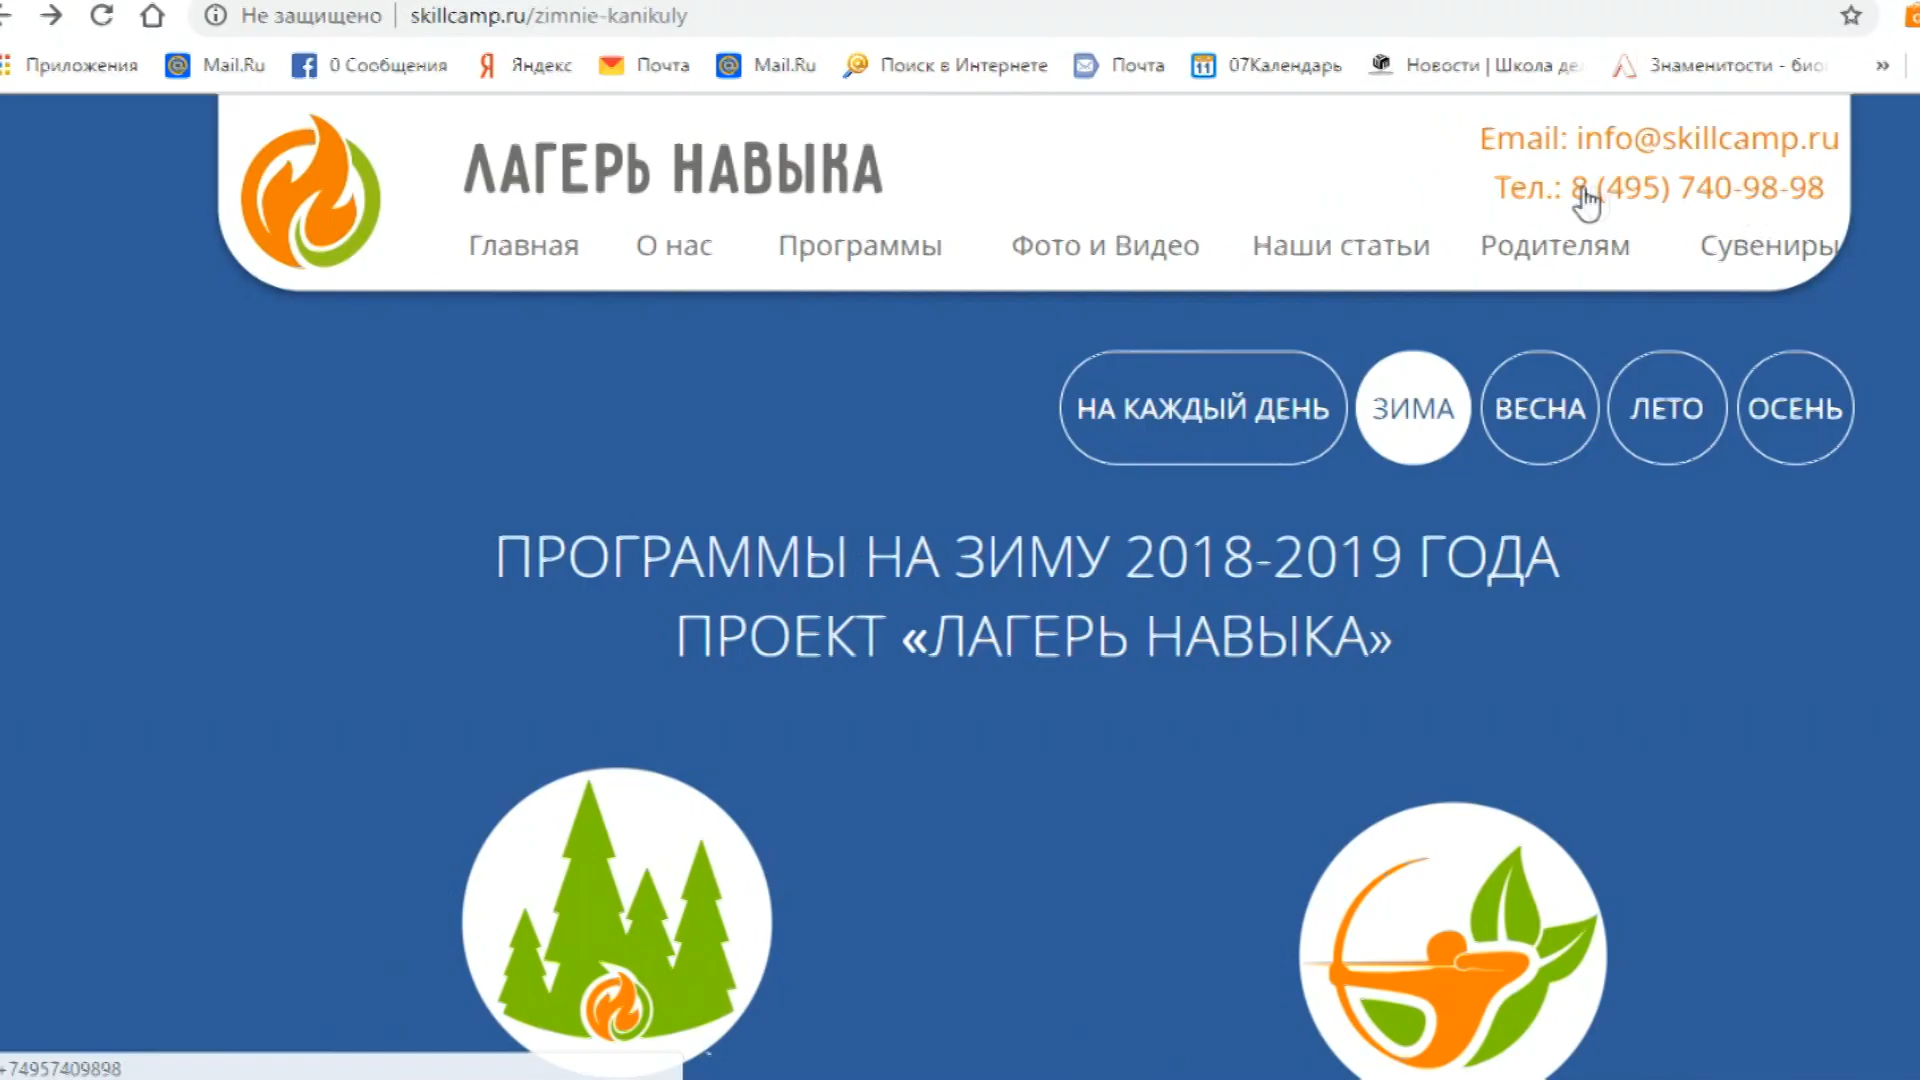 Не защищено | skillcamp.ru/zimnie-kanikuly
Приложения Mail.Ru 0 Сообщения Яндекс Почта Mail.Ru Поиск в Интернете Почта 07Календарь Новости | Школа дел Знаменитости - био »
Email: info@skillcamp.ru
ЛАГЕРЬ НАВЫКА
Тел.: 8 (495) 740-98-98
Главная О нас Программы Фото и Видео Наши статьи Родителям Сувениры
НА КАЖДЫЙ ДЕНЬ ЗИМА ВЕСНА ЛЕТО ОСЕНЬ
ПРОГРАММЫ НА ЗИМУ 2018-2019 ГОДА
ПРОЕКТ «ЛАГЕРЬ НАВЫКА»
+74957409898